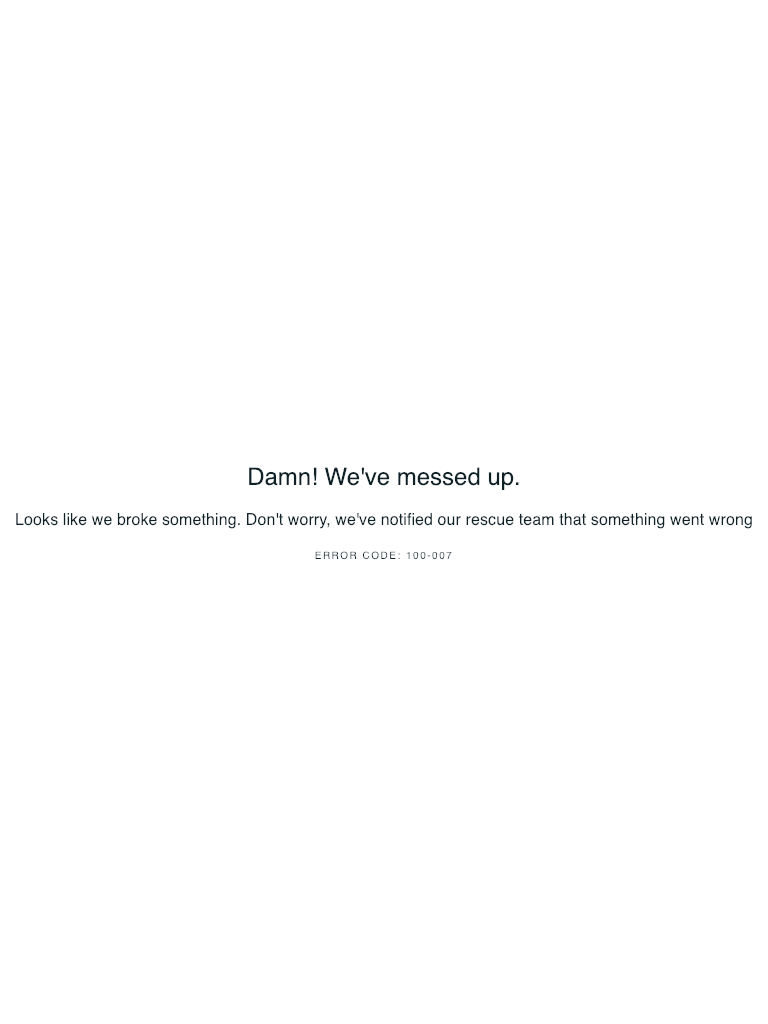 Damn! We've messed up.
Looks like we broke something. Don't worry, we've notified our rescue team that something went wrong
ERROR CODE: 100-007